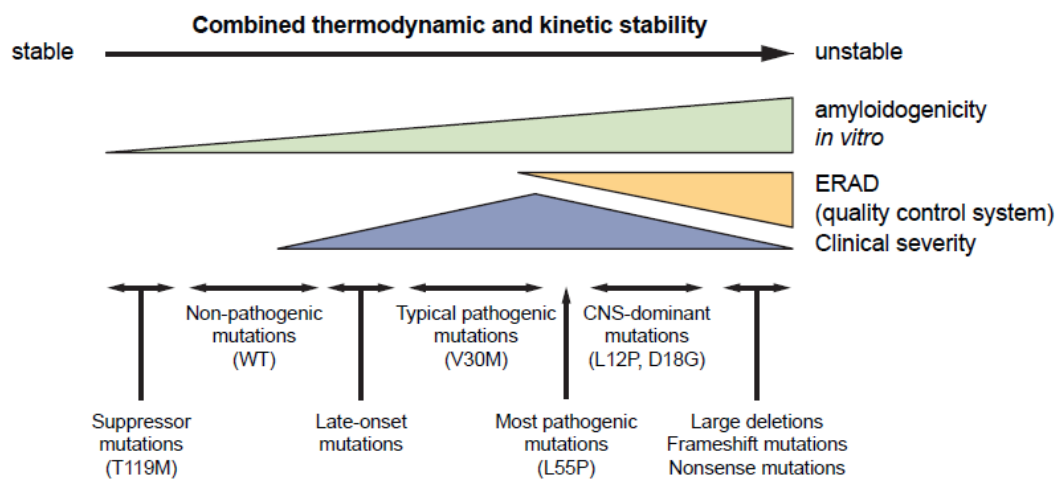 Combined thermodynamic and kinetic stability
stable
unstable
amyloidogenicity
in vitro
ERAD
(quality control system)
Clinical severity
Non-pathogenic
mutations
(WT)
Typical pathogenic
mutations
(V30M)
CNS-dominant
mutations
(L12P, D18G)
Suppressor
mutations
(T119M)
Late-onset
mutations
Most pathogenic
mutations
(L55P)
Large deletions
Frameshift mutations
Nonsense mutations